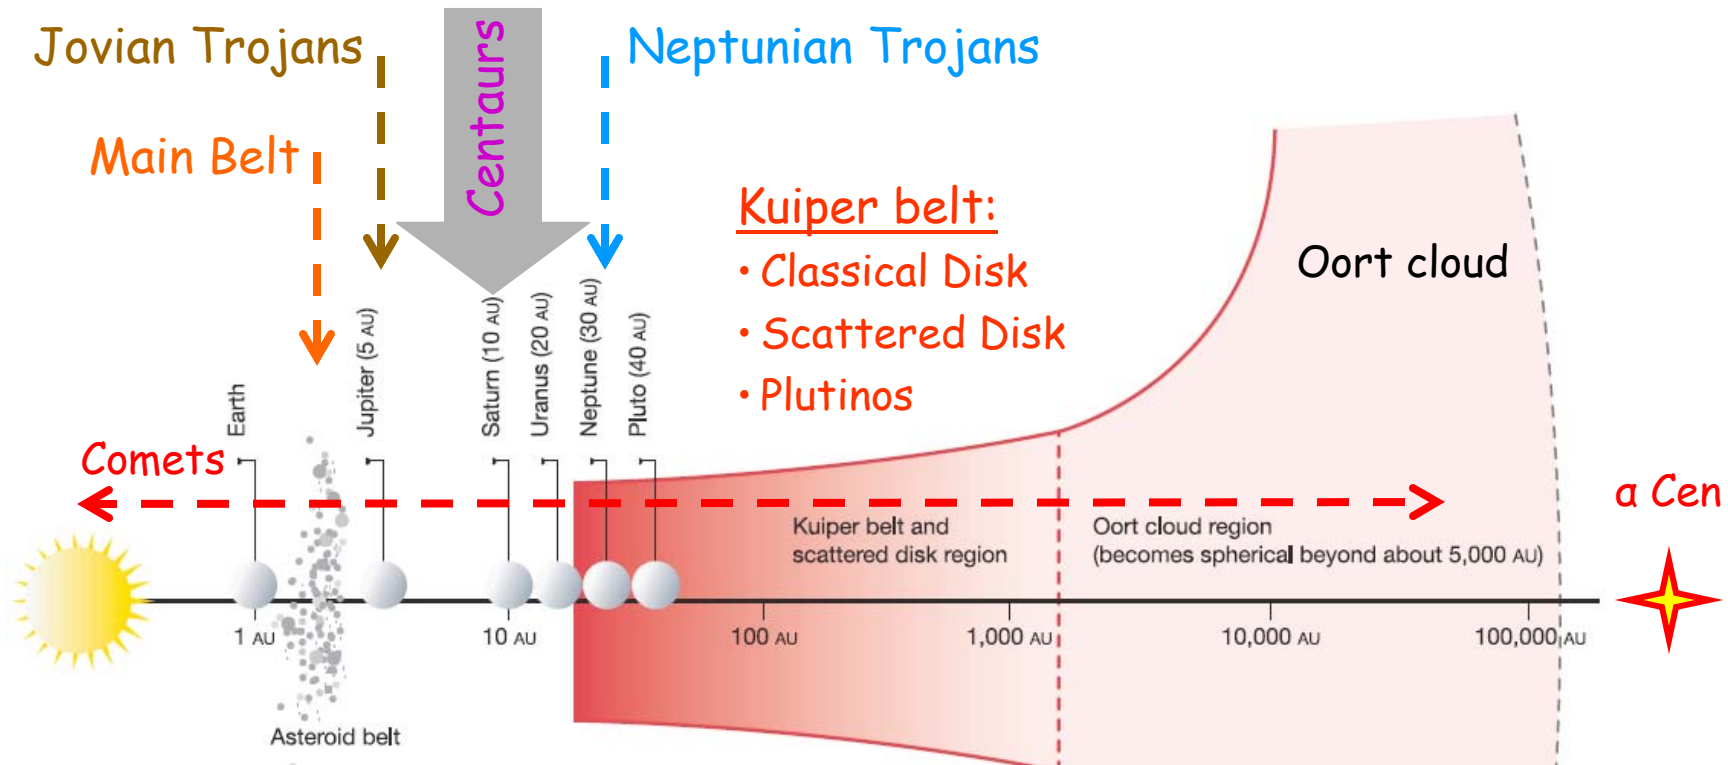 Jovian Trojans
Centaurs
Neptunian Trojans
Main Belt
Kuiper belt:
• Classical Disk
• Scattered Disk
• Plutinos
Oort cloud
Earth
Jupiter (5 AU)
Saturn (10 AU)
Uranus (20 AU)
Neptune (30 AU)
Pluto (40 AU)
Comets
α Cen
Kuiper belt and
scattered disk region
Oort cloud region
(becomes spherical beyond about 5,000 AU)
1 AU
10 AU
100 AU
1,000 AU
10,000 AU
100,000 AU
Asteroid belt